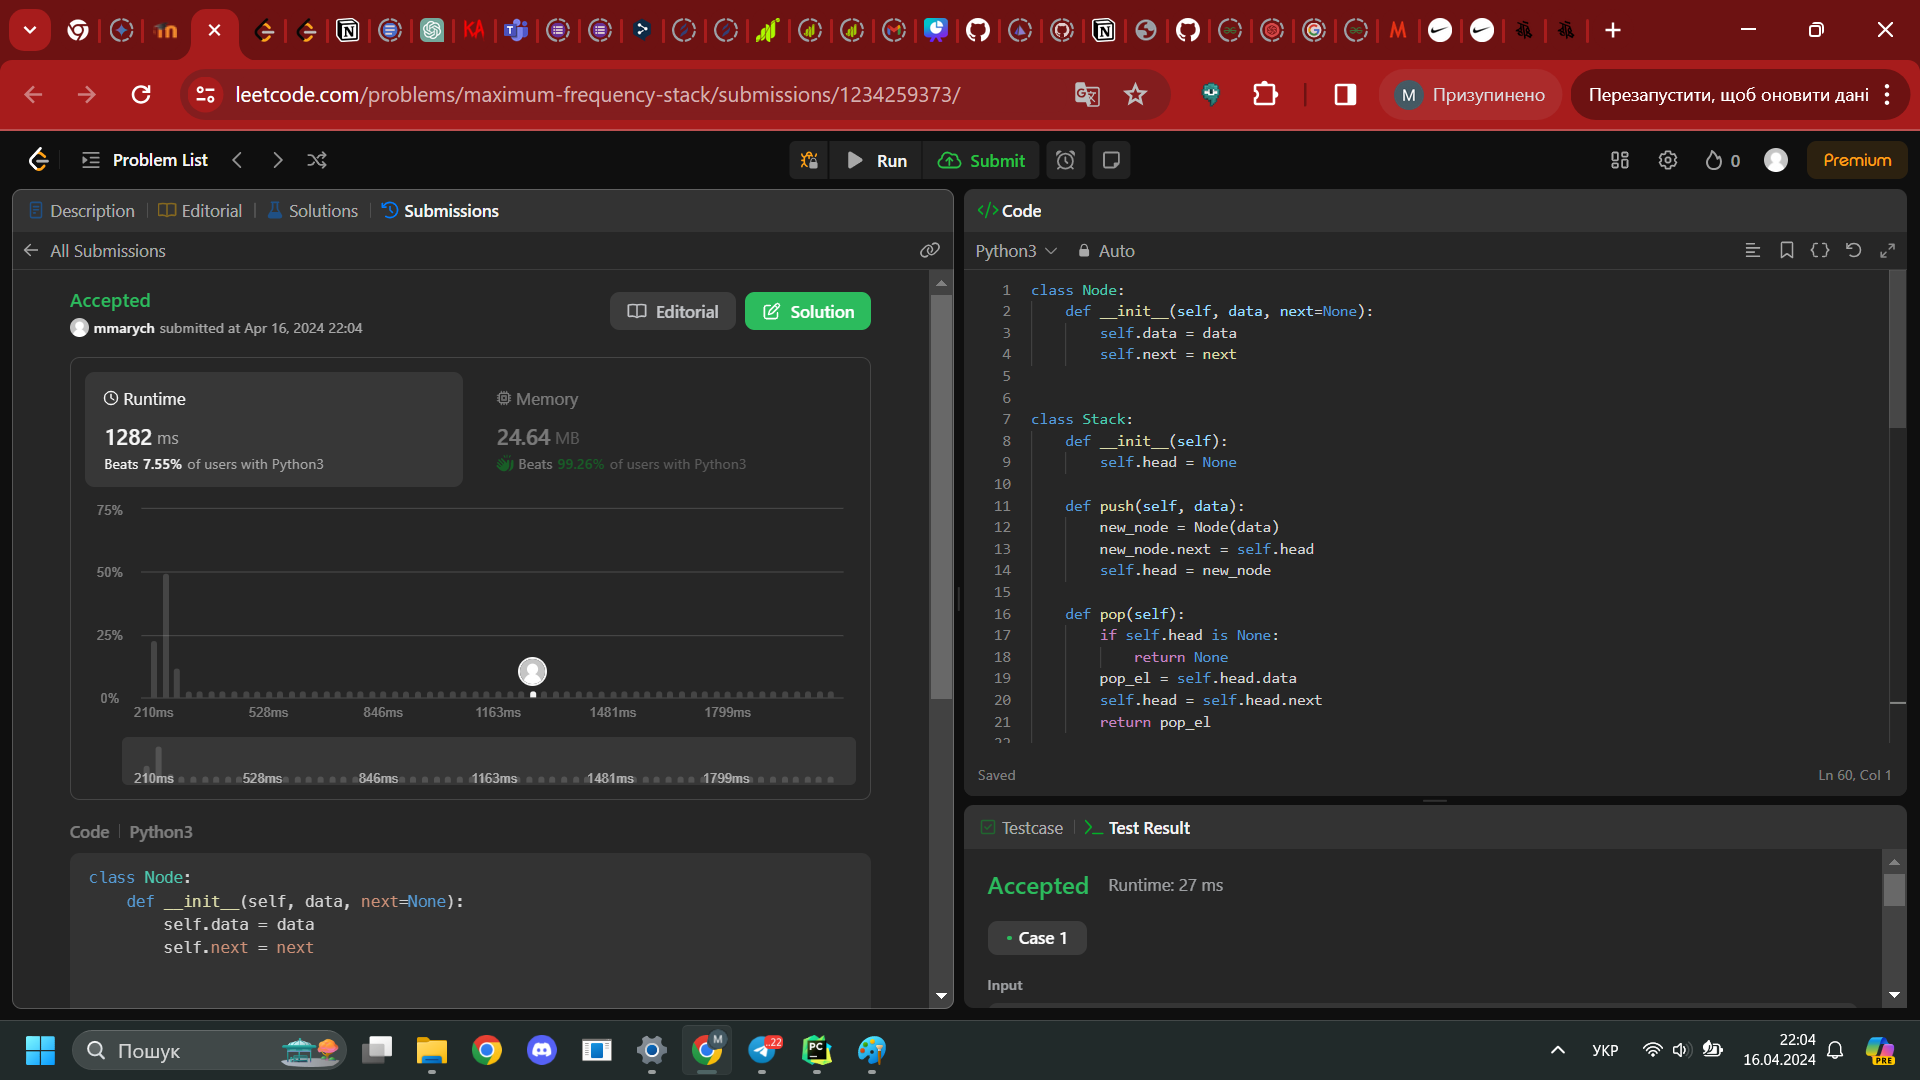 leetcode.com/problems/maximum-frequency-stack/submissions/1234259373/
M Призупинено
Перезапустити, щоб оновити дані
Problem List
Run
Submit
0
Premium
Description
Editorial
Solutions
Submissions
All Submissions
Accepted
mmarych submitted at Apr 16, 2024 22:04
Editorial
Solution
Runtime
1282 ms
Beats 7.55% of users with Python3
Memory
24.64 MB
Beats 99.26% of users with Python3
75%
50%
25%
0%
210ms 528ms 846ms 1163ms 1481ms 1799ms
210ms 528ms 846ms 1163ms 1481ms 1799ms
Code Python3
class Node:
def __init__(self, data, next=None):
self.data = data
self.next = next
</> Code
Python3 Auto
1 class Node:
2 def __init__(self, data, next=None):
3 self.data = data
4 self.next = next
5
6
7 class Stack:
8 def __init__(self):
9 self.head = None
10
11 def push(self, data):
12 new_node = Node(data)
13 new_node.next = self.head
14 self.head = new_node
15
16 def pop(self):
17 if self.head is None:
18 return None
19 pop_el = self.head.data
20 self.head = self.head.next
21 return pop_el
22
Saved
Ln 60, Col 1
Testcase
Test Result
Accepted Runtime: 27 ms
Case 1
Input
Пошук
M
22
PC
УКР
22:04
16.04.2024
PRE